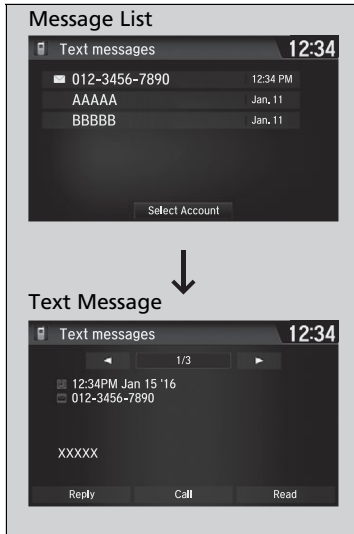 Message List
Text messages 12:34
012-3456-7890 12:34 PM
AAAAA Jan. 11
BBBBB Jan. 11
Select Account
Text Message
Text messages 12:34
1/3
12:34PM Jan 15 '16
012-3456-7890
XXXXX
Reply Call Read